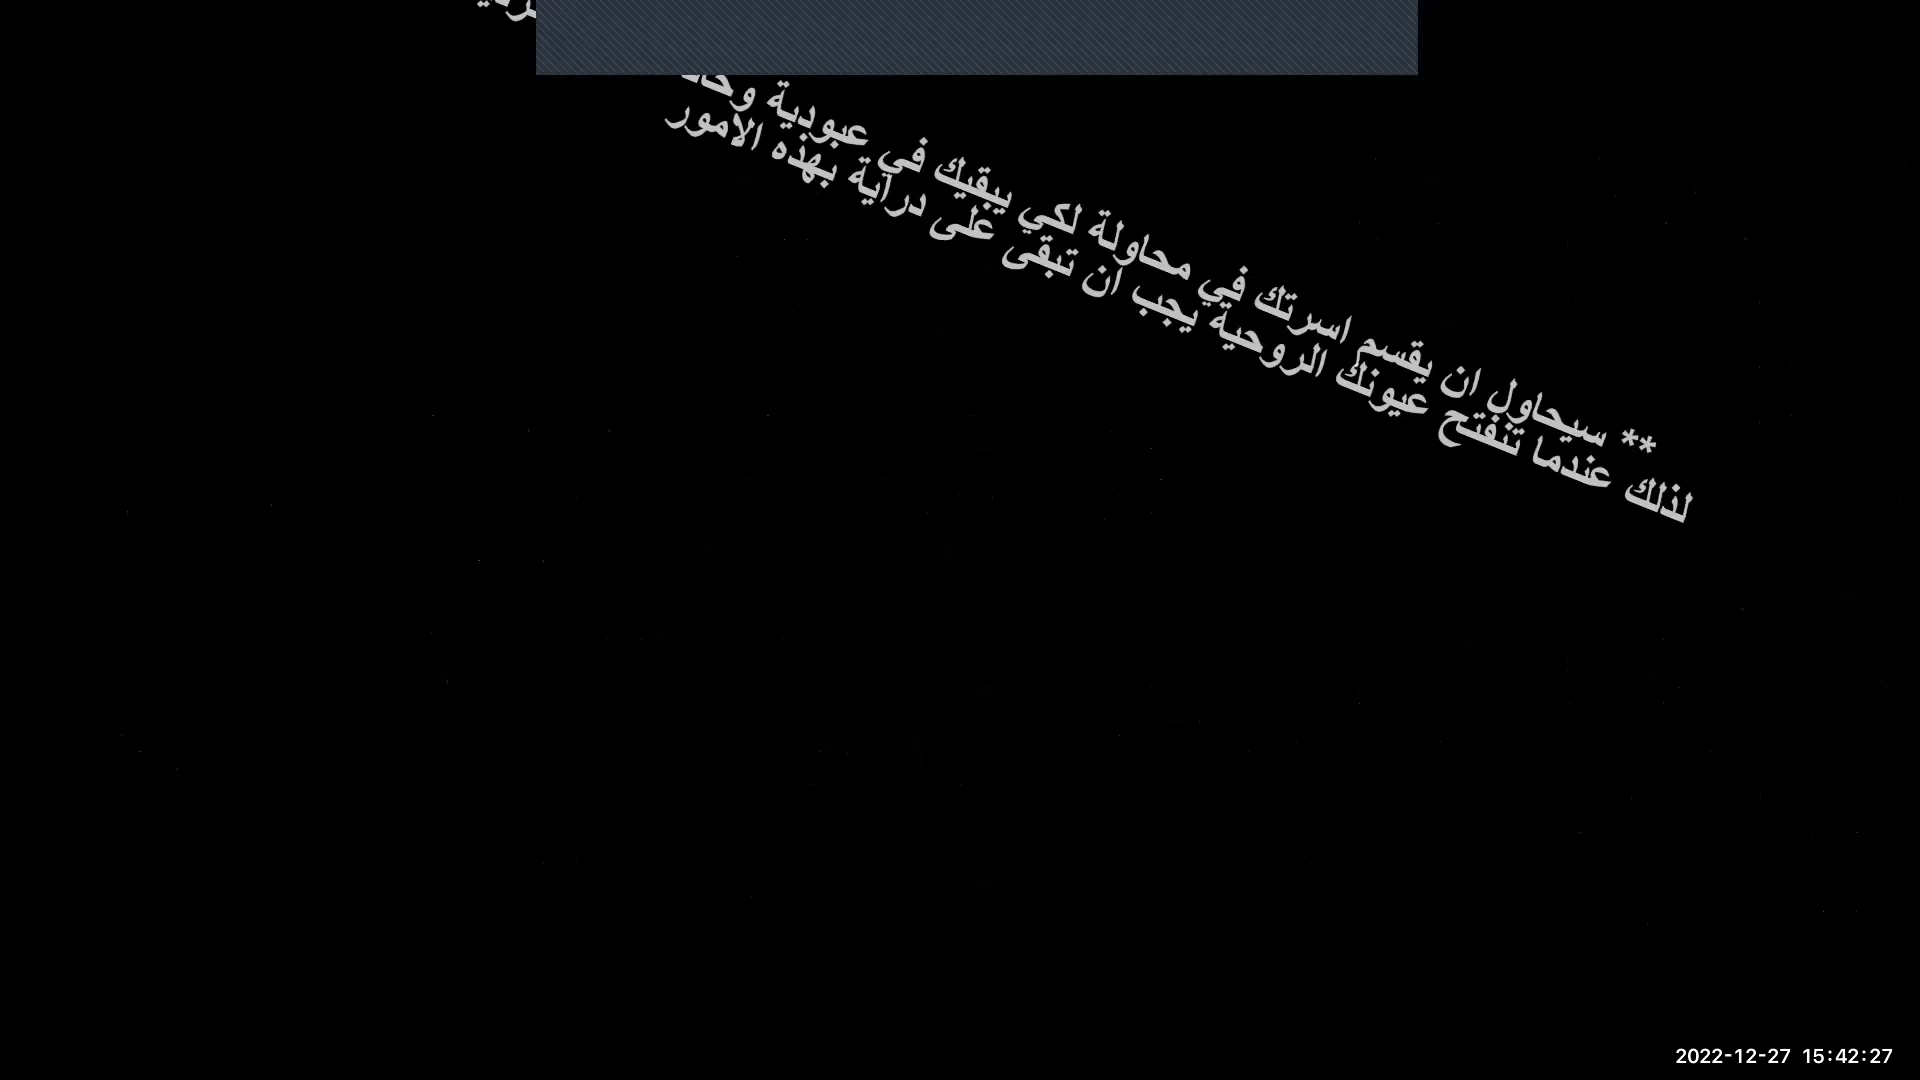 ** سيحاول ان يقسم اسرتك في محاولة لكي يبقيك في عبودية
لذلك عندما تنفتح عيونك الروحية يجب ان تبقى على دراية بهذه الامور
2022-12-27 15:42:27